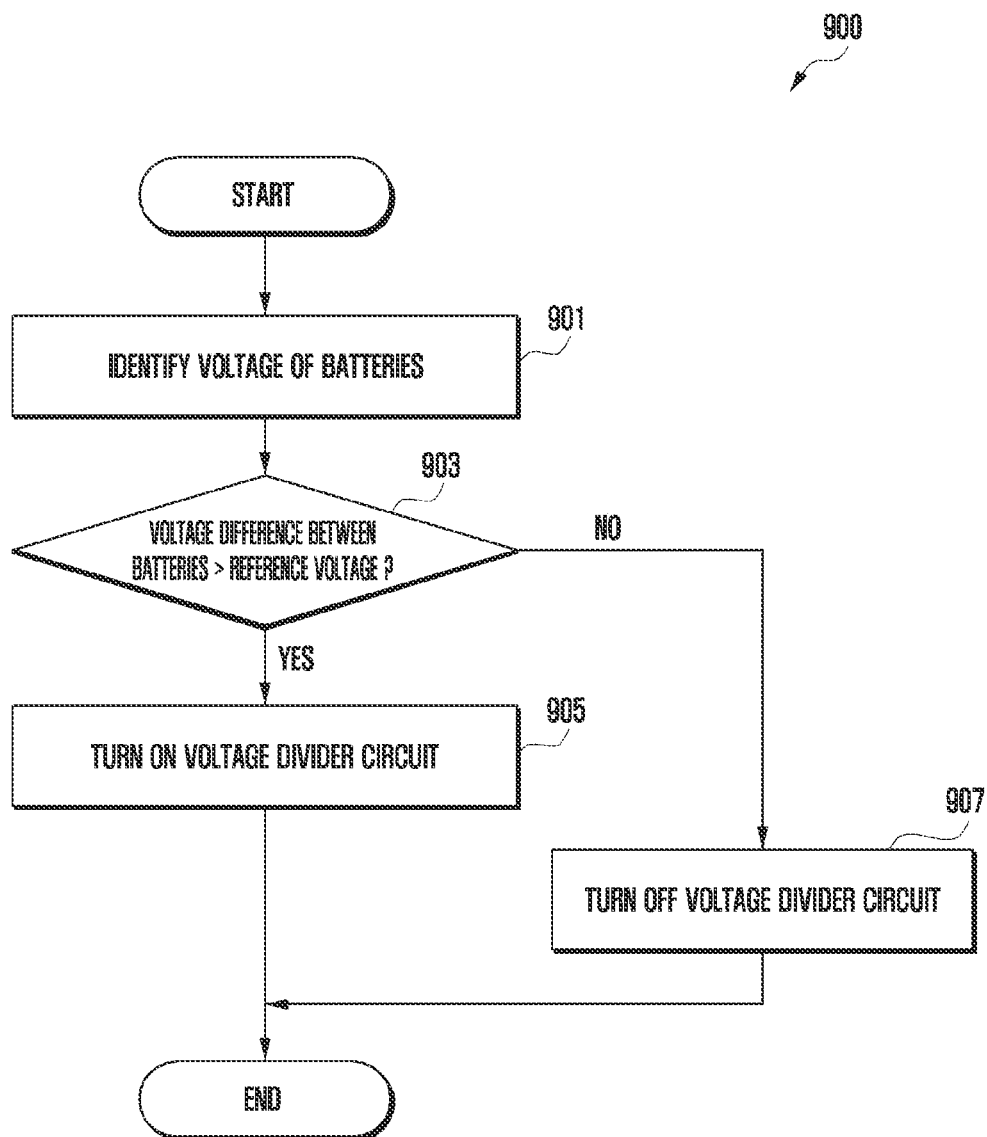 900
START
901
IDENTIFY VOLTAGE OF BATTERIES
903
VOLTAGE DIFFERENCE BETWEEN
BATTERIES > REFERENCE VOLTAGE ?
NO
YES
905
TURN ON VOLTAGE DIVIDER CIRCUIT
907
TURN OFF VOLTAGE DIVIDER CIRCUIT
END